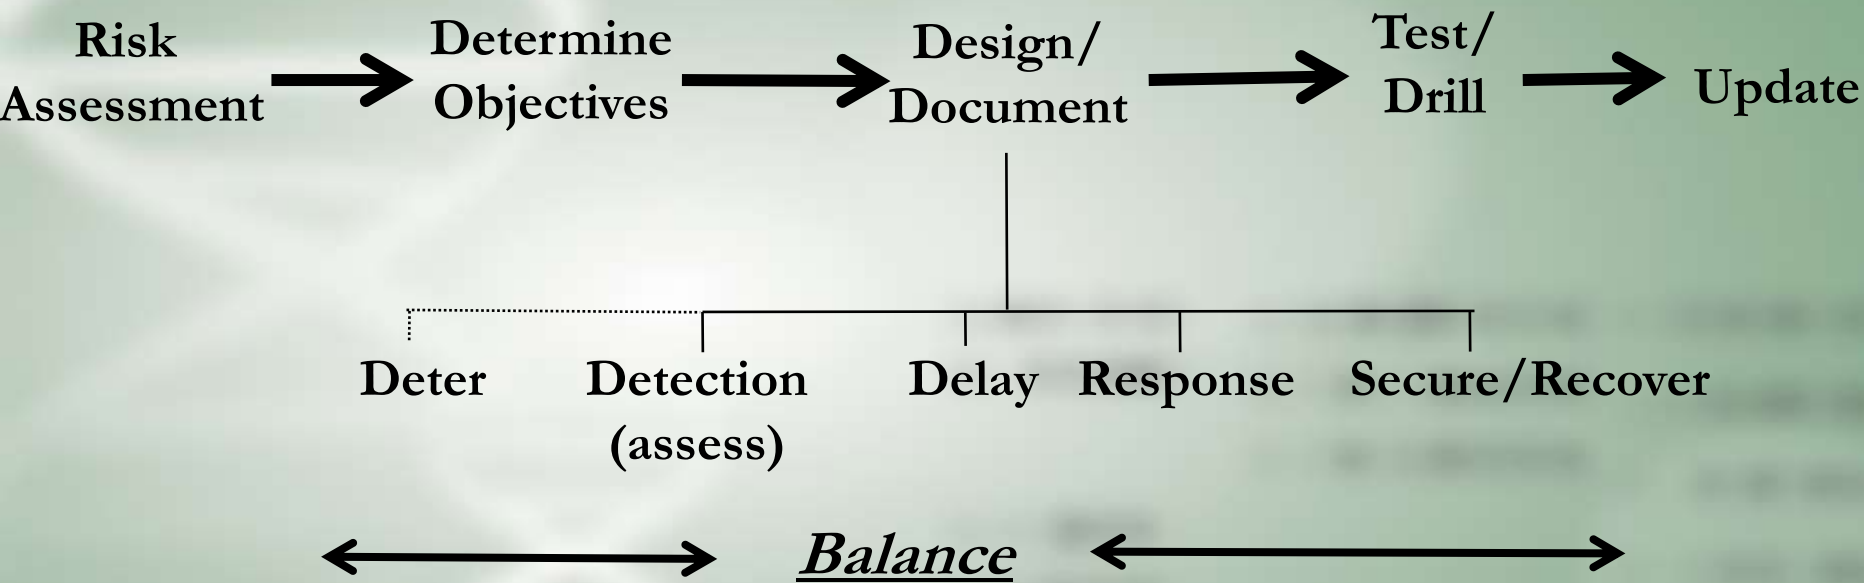 Risk
Assessment
Determine
Objectives
Design/
Document
Test/
Drill
Update
Deter
Detection
(assess)
Delay
Response
Secure/Recover
Balance